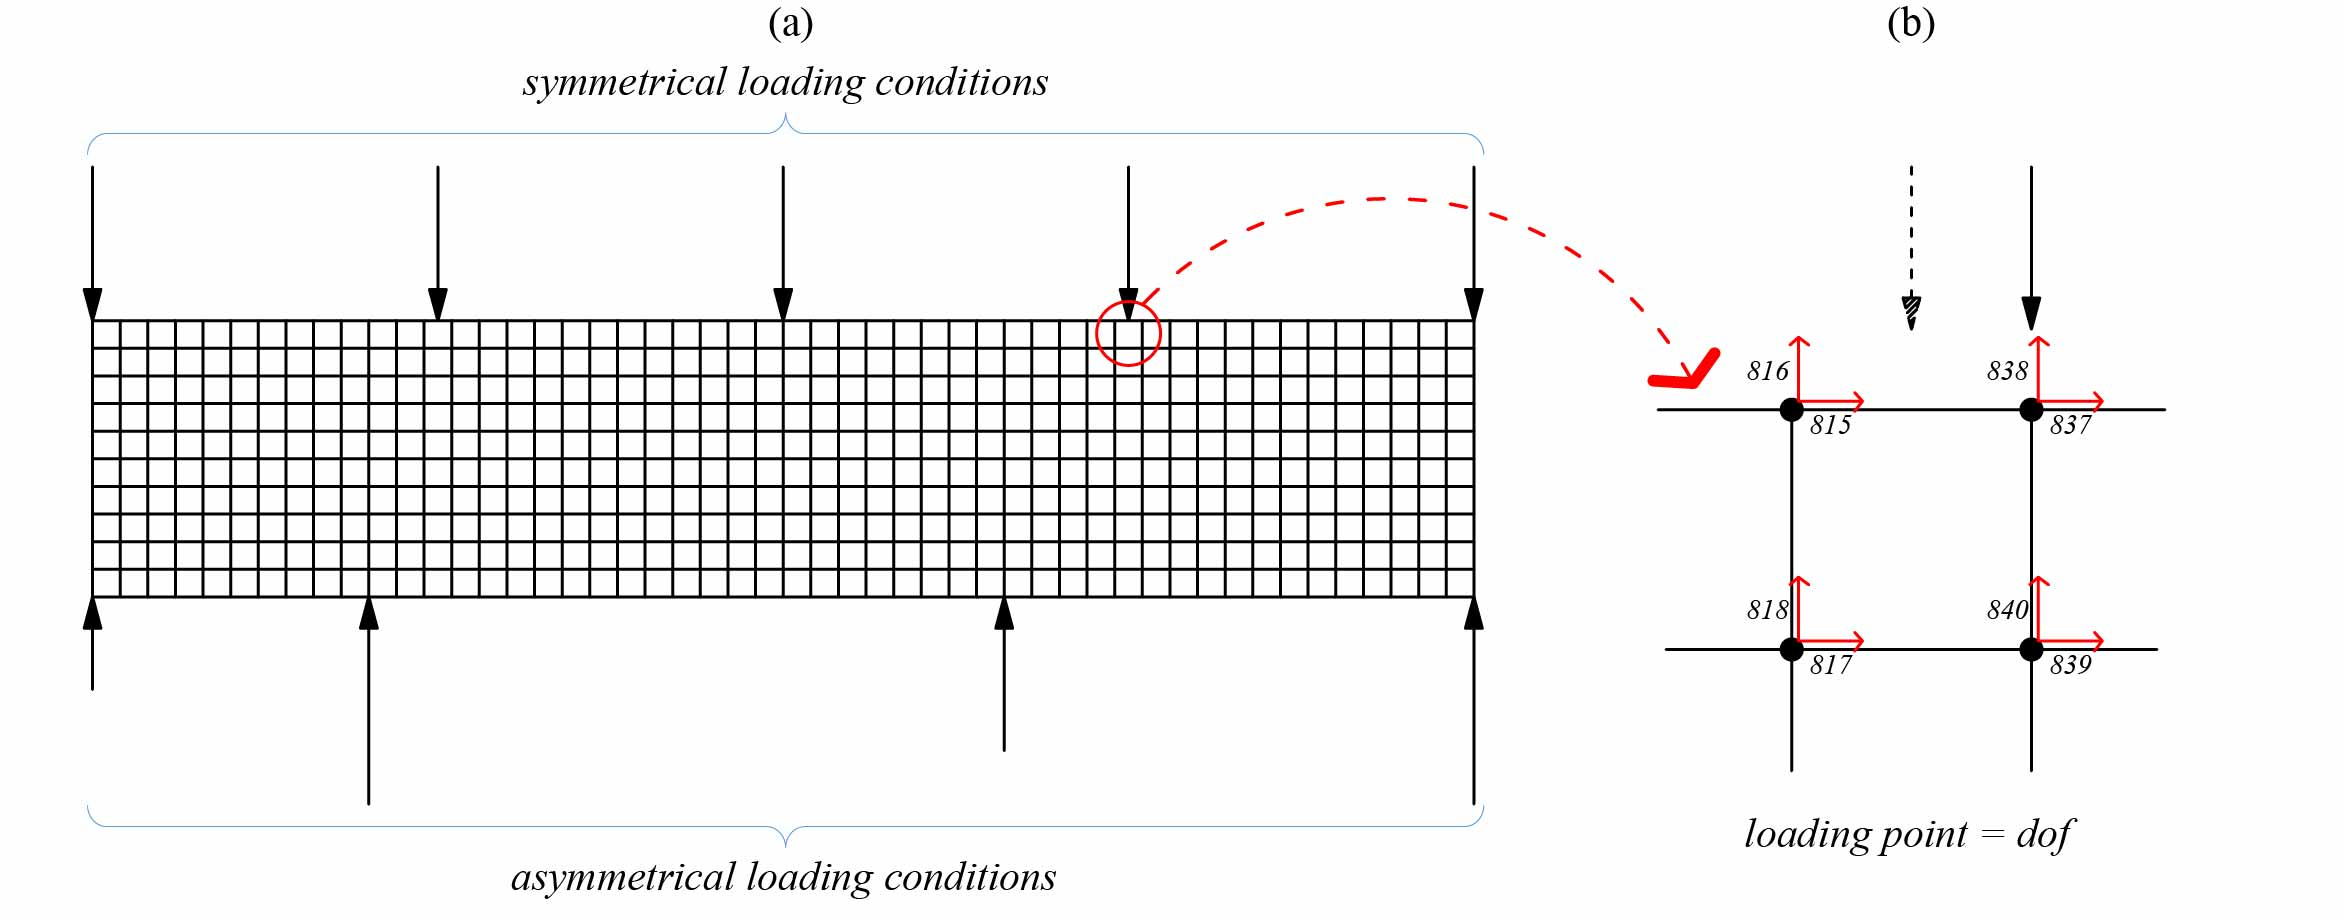 (a)
(b)
symmetrical loading conditions
816
838
815
837
818
840
817
839
loading point = dof
asymmetrical loading conditions